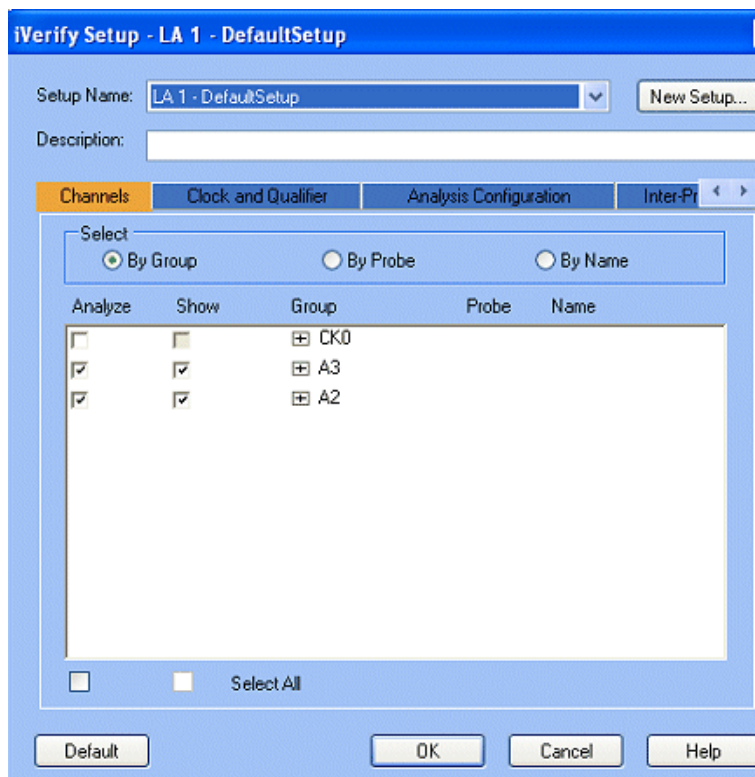 iVerify Setup - LA 1 - DefaultSetup
Setup Name: LA 1 - DefaultSetup New Setup...
Description:
Channels Clock and Qualifier Analysis Configuration Inter-Pr
Select
By Group By Probe By Name
Analyze Show Group Probe Name
CK0
A3
A2
Select All
Default OK Cancel Help